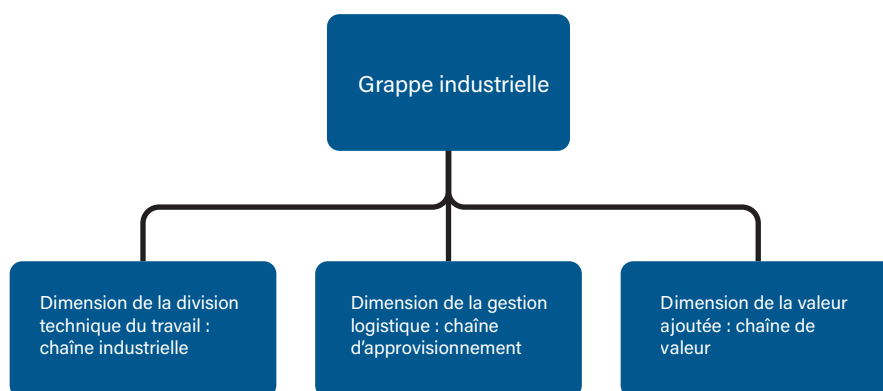 Grappe industrielle
Dimension de la division
technique du travail :
chaîne industrielle
Dimension de la gestion
logistique : chaîne
d’approvisionnement
Dimension de la valeur
ajoutée : chaîne de
valeur